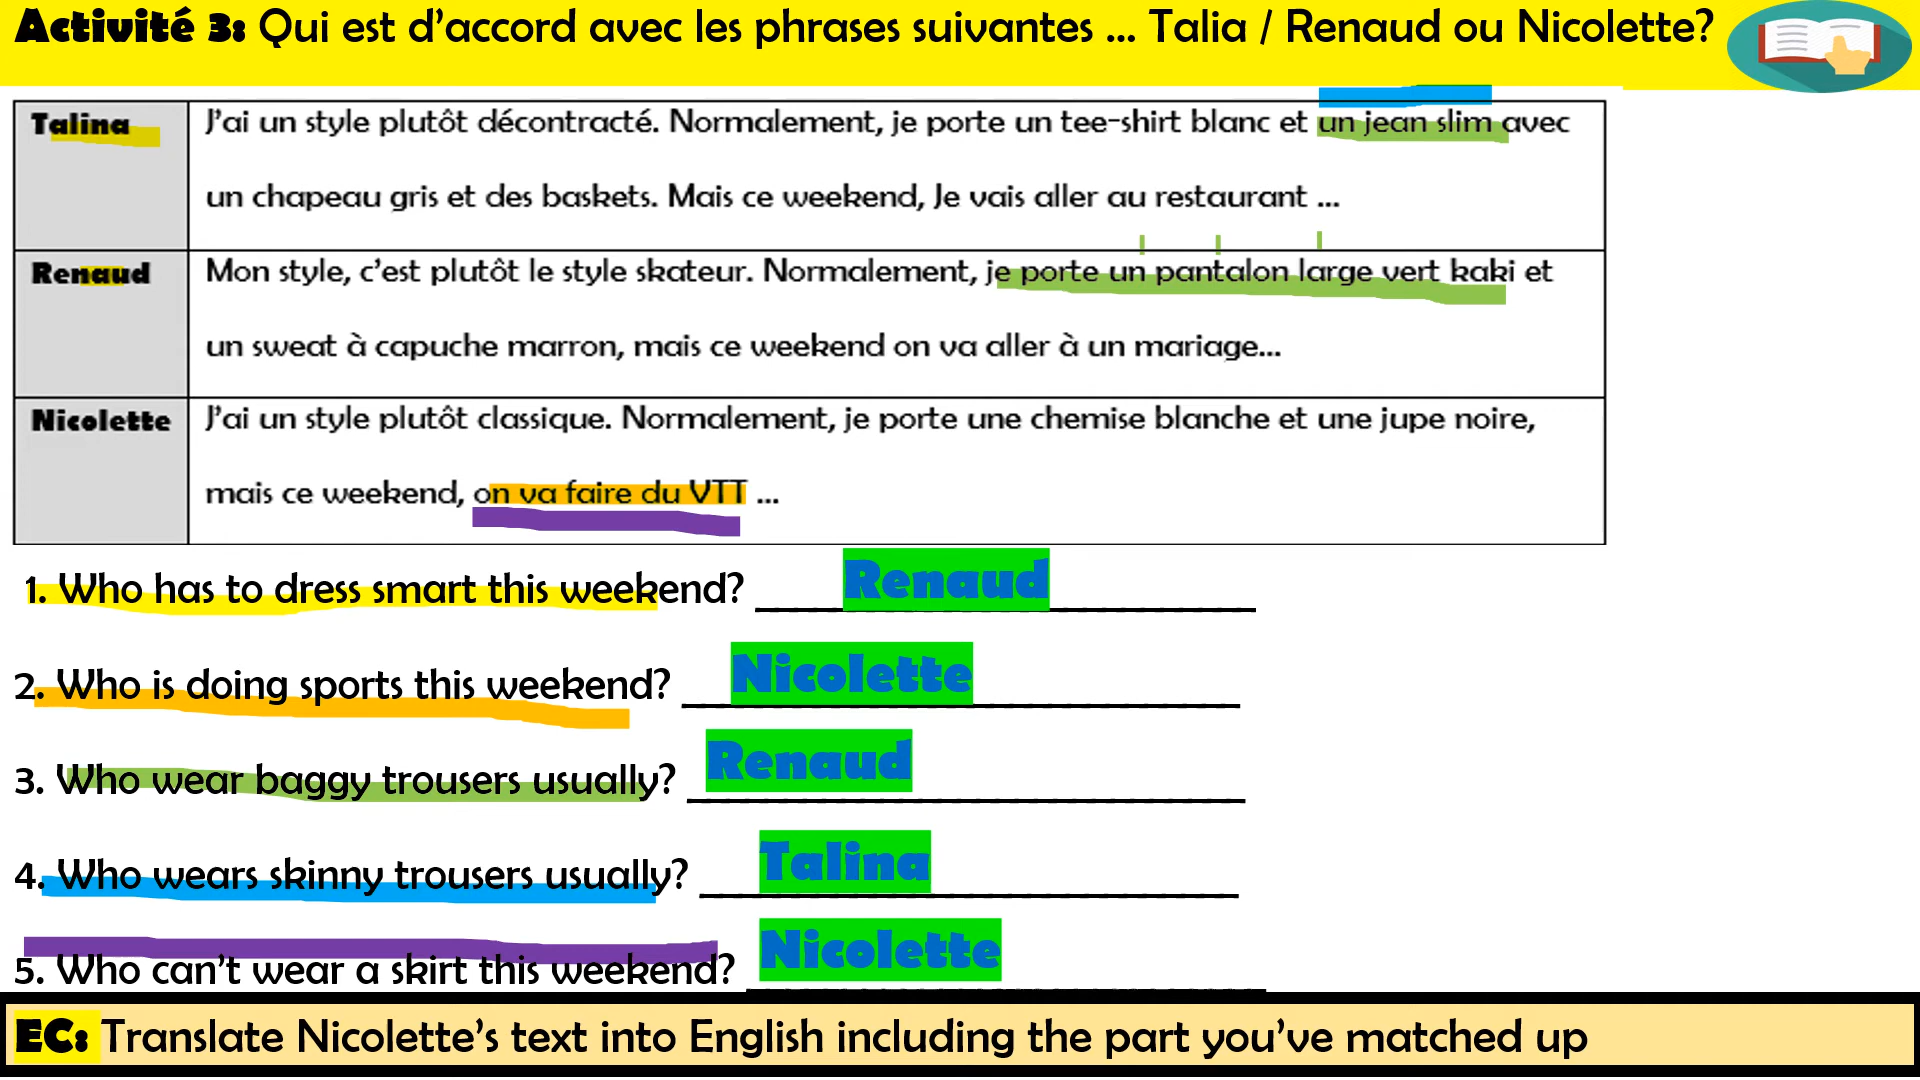 Activité 3: Qui est d'accord avec les phrases suivantes ... Talia / Renaud ou Nicolette?
Talina
J'ai un style plutôt décontracté. Normalement, je porte un tee-shirt blanc et un jean slim avec
un chapeau gris et des baskets. Mais ce weekend, Je vais aller au restaurant ...
Renaud
Mon style, c'est plutôt le style skateur. Normalement, je porte un pantalon large vert kaki et
un sweat à capuche marron, mais ce weekend on va aller à un mariage...
Nicolette
J'ai un style plutôt classique. Normalement, je porte une chemise blanche et une jupe noire,
mais ce weekend, on va faire du VTT ...
1. Who has to dress smart this weekend? Renaud
2. Who is doing sports this weekend? Nicolette
3. Who wear baggy trousers usually? Renaud
4. Who wears skinny trousers usually? Talina
5. Who can't wear a skirt this weekend? Nicolette
EC: Translate Nicolette's text into English including the part you've matched up